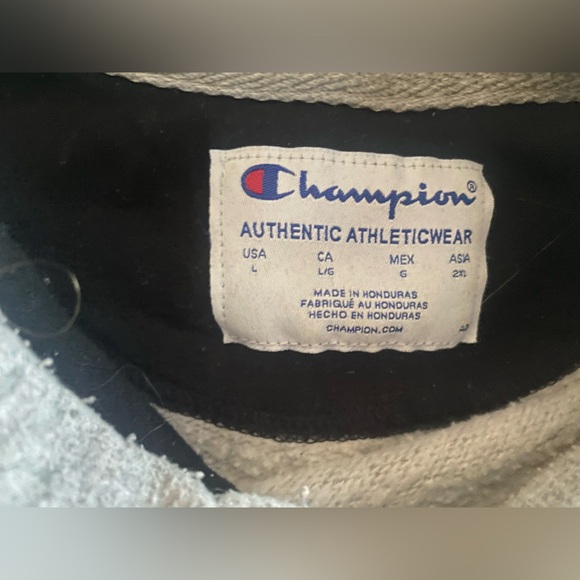 Champion®
AUTHENTIC ATHLETICWEAR
USA CA MEX ASIA
L L/G G 2XL
MADE IN HONDURAS
FABRIQUÉ AU HONDURAS
HECHO EN HONDURAS
CHAMPION.COM